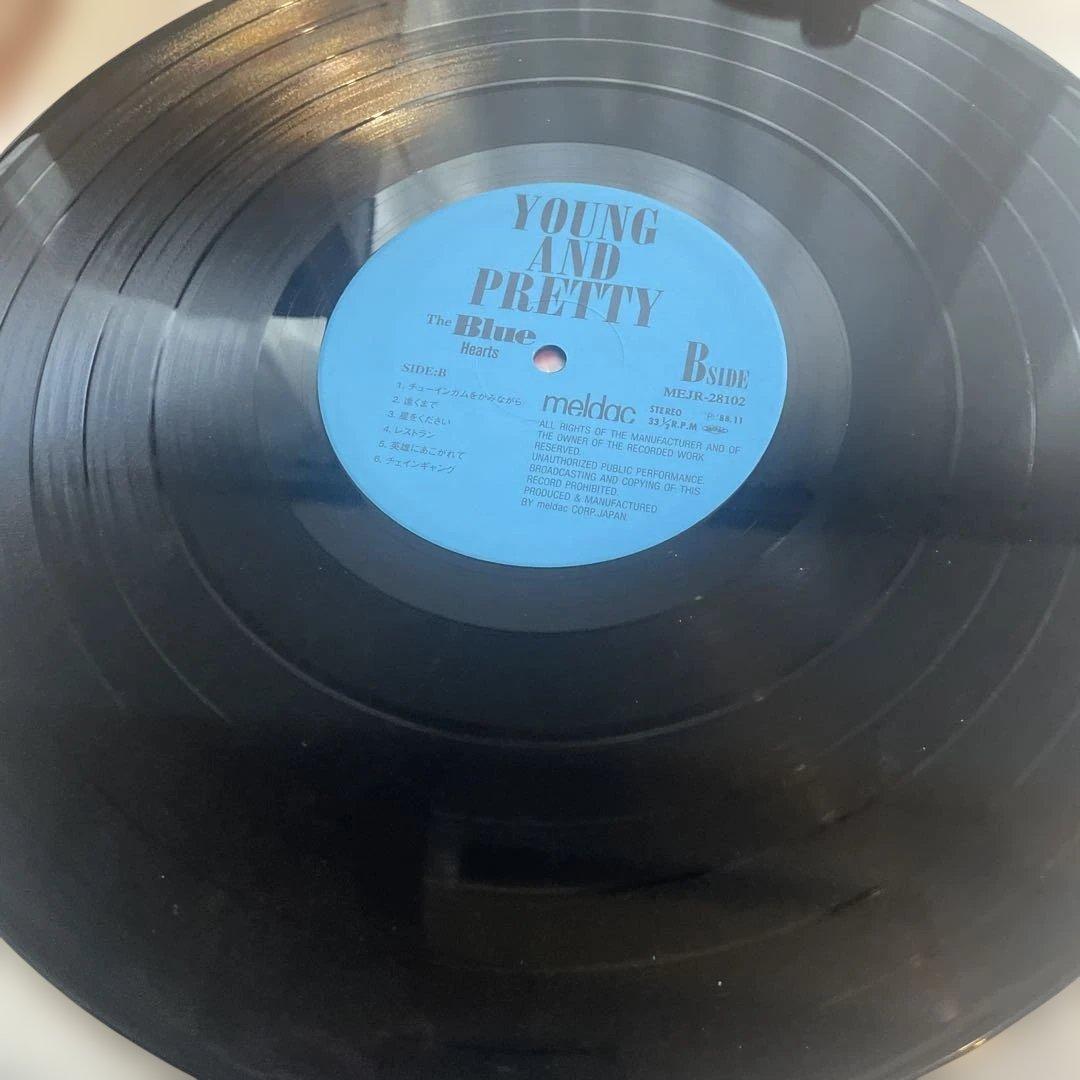 YOUNG
AND
PRETTY
The Blue
Hearts
SIDE:B
1. チューインガムをかみながら
2. 遠くまで
3. 星をください
4. レストラン
5. 英雄にあこがれて
6. チェインギャング
B SIDE
MEJR-28102
meldac
STEREO
33 1/3 R.P.M
P-'88.11
ALL RIGHTS OF THE MANUFACTURER AND OF
THE OWNER OF THE RECORDED WORK
RESERVED.
UNAUTHORIZED PUBLIC PERFORMANCE.
BROADCASTING AND COPYING OF THIS
RECORD PROHIBITED.
PRODUCED & MANUFACTURED
BY meldac CORP.JAPAN.